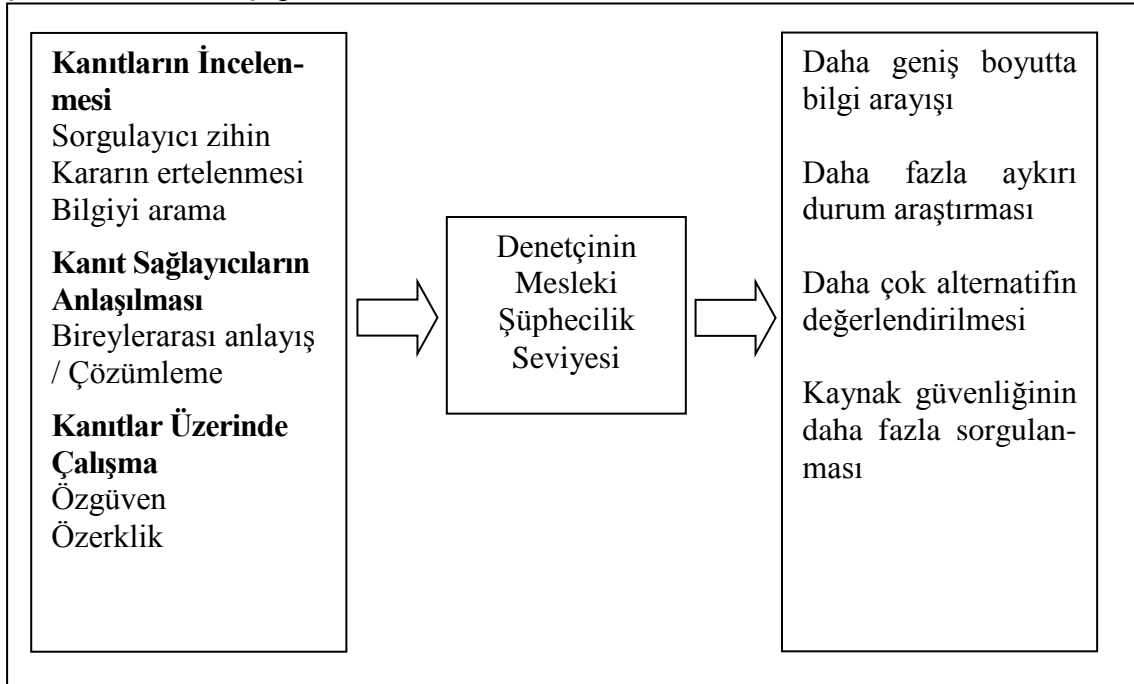 Kanıtların İncelen-
mesi
Sorgulayıcı zihin
Kararın ertelenmesi
Bilgiyi arama
Kanıt Sağlayıcıların
Anlaşılması
Bireylerarası anlayış
/ Çözümleme
Kanıtlar Üzerinde
Çalışma
Özgüven
Özerklik
Denetçinin
Mesleki
Şüphecilik
Seviyesi
Daha geniş boyutta
bilgi arayışı
Daha fazla aykırı
durum araştırması
Daha çok alternatifin
değerlendirilmesi
Kaynak güvenliğinin
daha fazla sorgulan-
ması